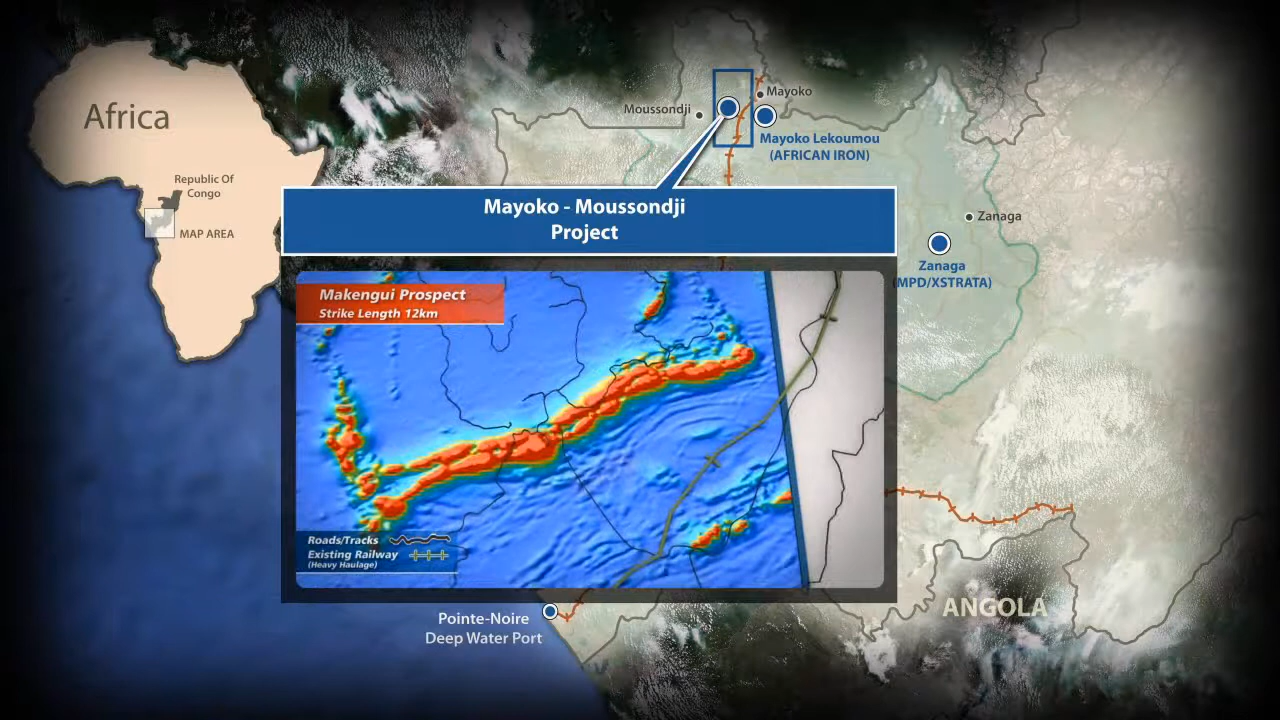 Africa
Republic Of
Congo
MAP AREA
Moussondji
Mayoko
Mayoko Lekoumou
(AFRICAN IRON)
Mayoko - Moussondji
Project
Zanaga
Zanaga
(MPD/XSTRATA)
Makengui Prospect
Strike Length 12km
Roads/Tracks
Existing Railway
(Heavy Haulage)
Pointe-Noire
Deep Water Port
ANGOLA